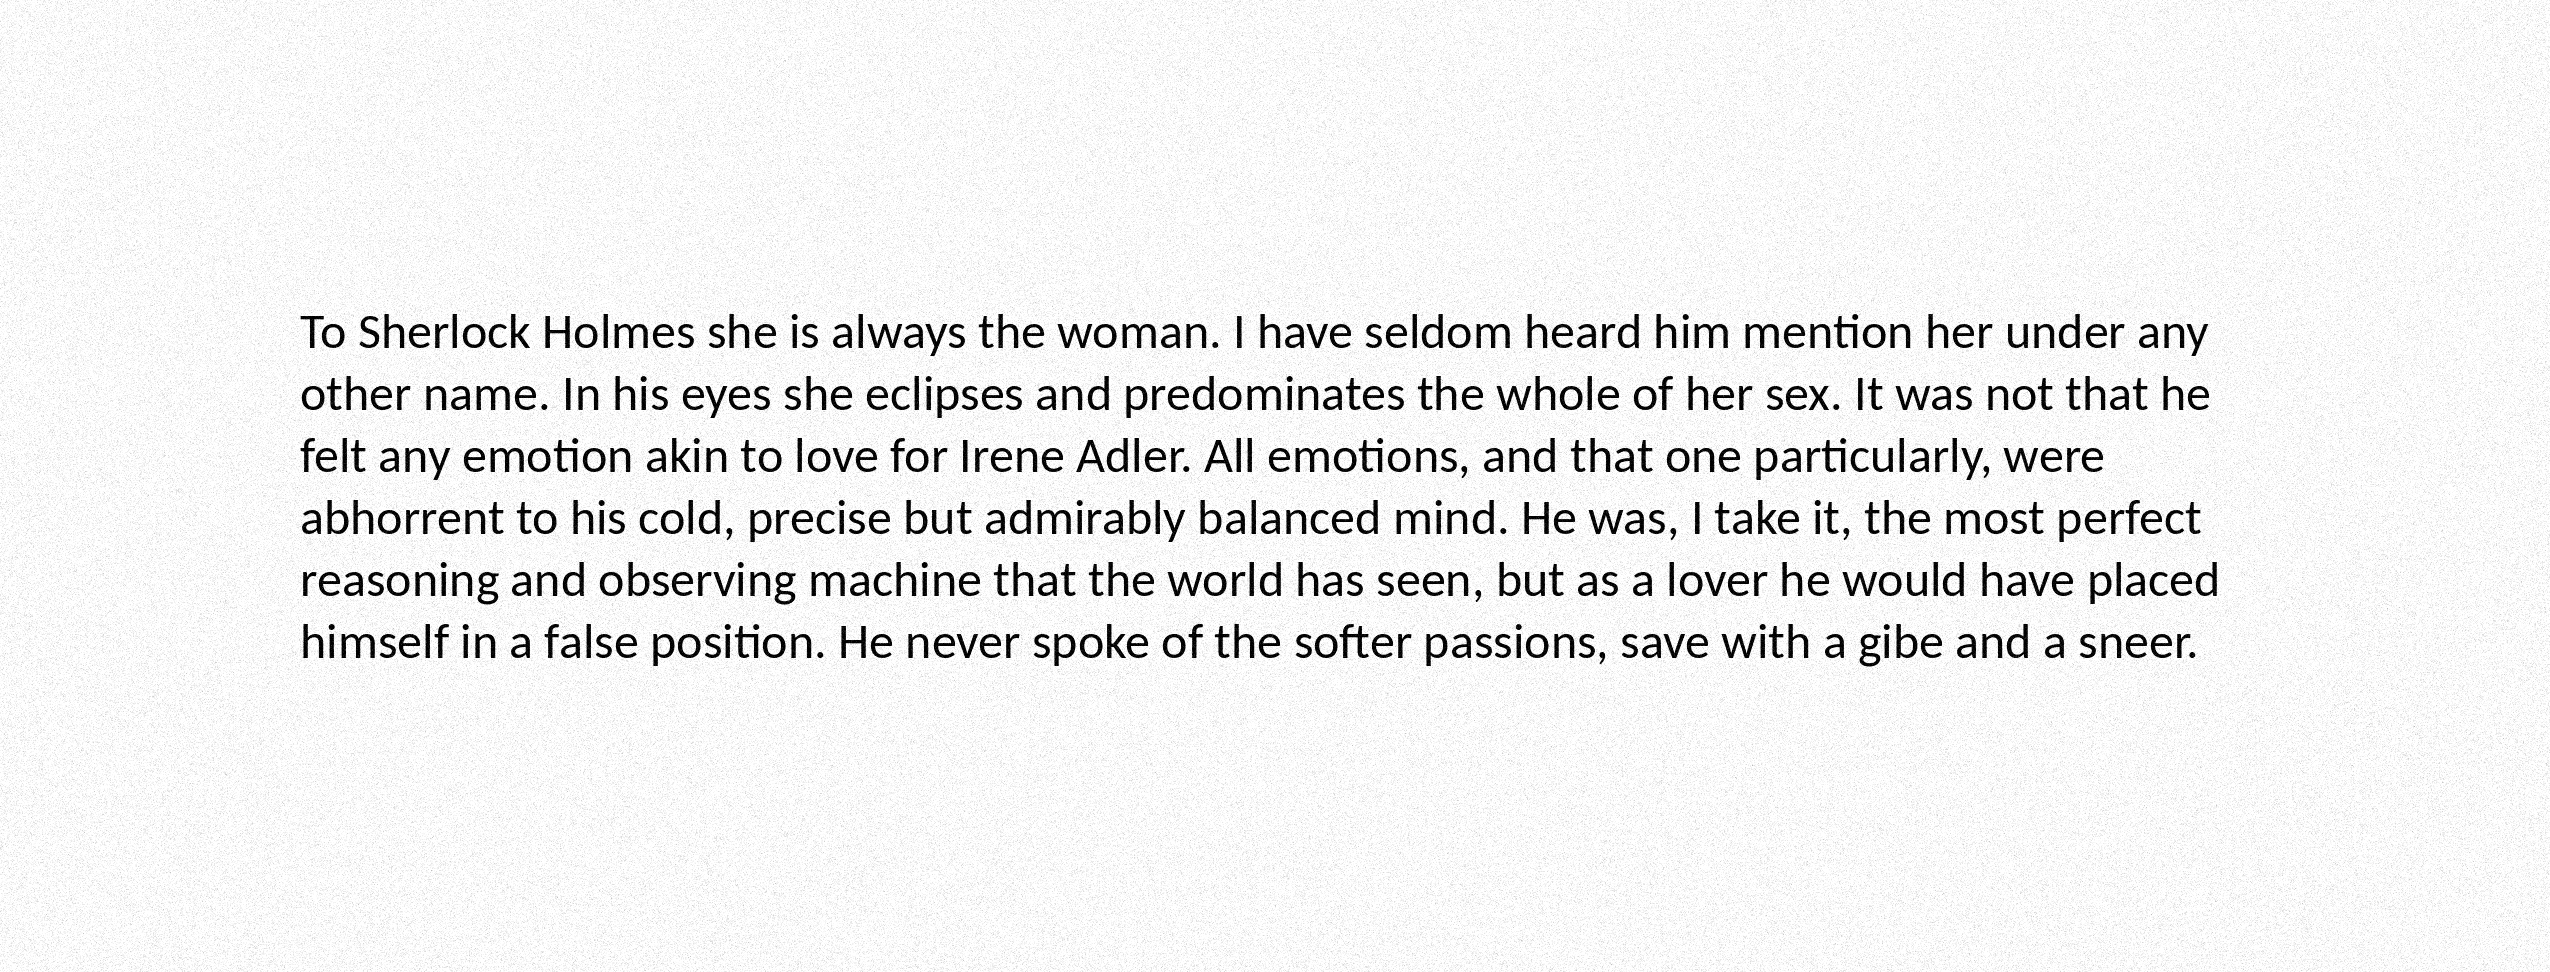 To Sherlock Holmes she is always the woman. I have seldom heard him mention her under any
other name. In his eyes she eclipses and predominates the whole of her sex. It was not that he
felt any emotion akin to love for Irene Adler. All emotions, and that one particularly, were
abhorrent to his cold, precise but admirably balanced mind. He was, I take it, the most perfect
reasoning and observing machine that the world has seen, but as a lover he would have placed
himself in a false position. He never spoke of the softer passions, save with a gibe and a sneer.